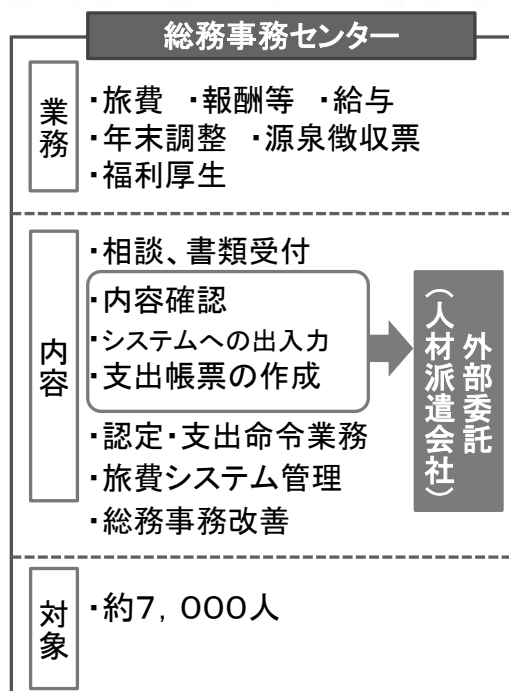 総務事務センター
業務
・旅費 ・報酬等 ・給与
・年末調整 ・源泉徴収票
・福利厚生
内容
・相談、書類受付
・内容確認
・システムへの出入力
・支出帳票の作成
・認定・支出命令業務
・旅費システム管理
・総務事務改善
外部委託
（人材派遣会社）
対象
・約7，000人